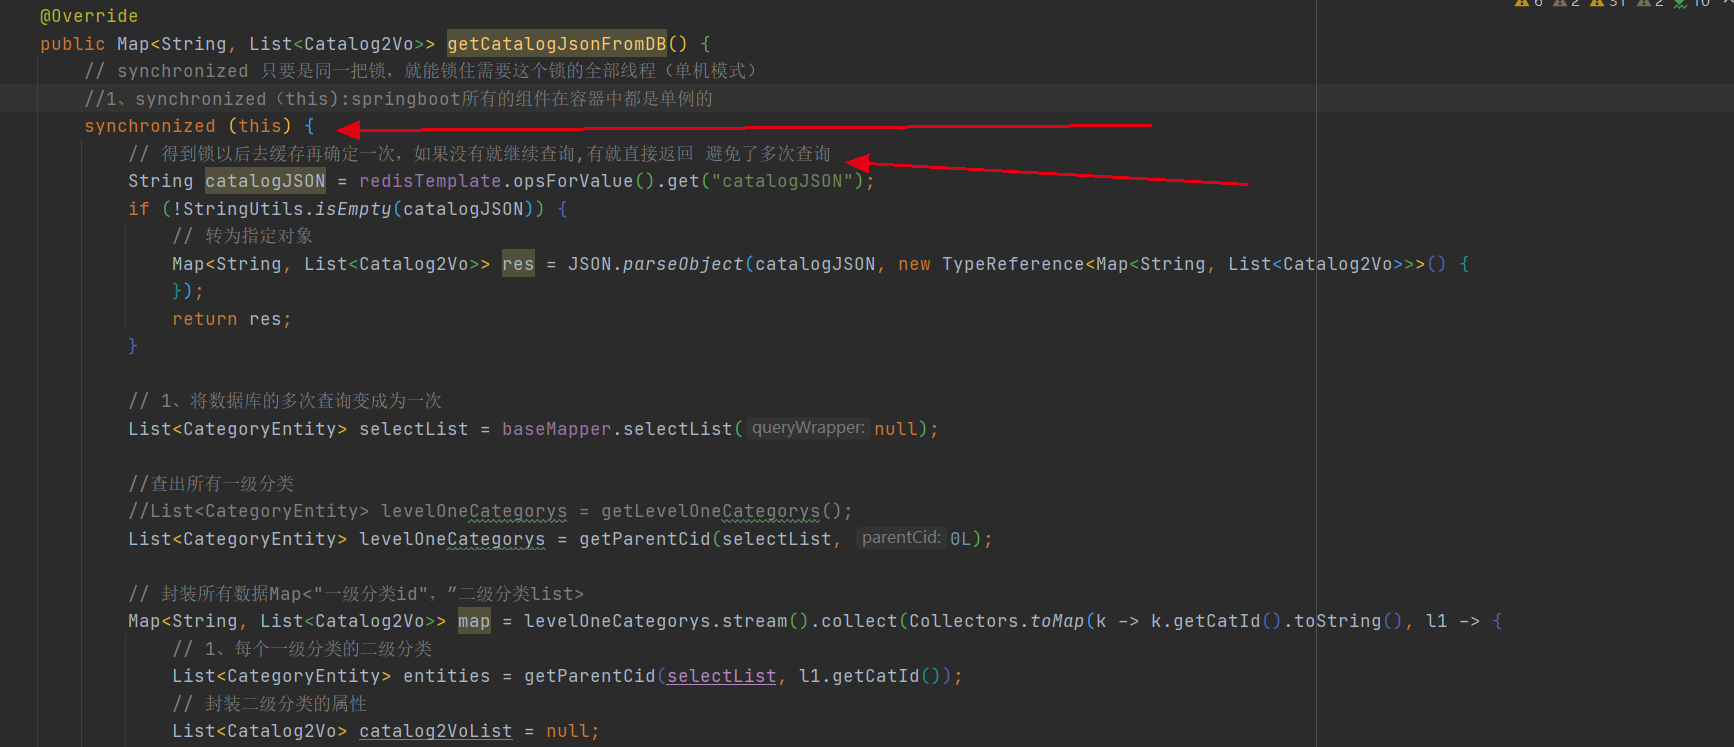 6 2 31 2 10
@Override
public Map<String, List<Catalog2Vo>> getCatalogJsonFromDB() {
// synchronized 只要是同一把锁，就能锁住需要这个锁的全部线程（单机模式）
//1、synchronized（this):springboot所有的组件在容器中都是单例的
synchronized (this) {
// 得到锁以后去缓存再确定一次，如果没有就继续查询,有就直接返回 避免了多次查询
String catalogJSON = redisTemplate.opsForValue().get("catalogJSON");
if (!StringUtils.isEmpty(catalogJSON)) {
// 转为指定对象
Map<String, List<Catalog2Vo>> res = JSON.parseObject(catalogJSON, new TypeReference<Map<String, List<Catalog2Vo>>>() {
});
return res;
}
// 1、将数据库的多次查询变成为一次
List<CategoryEntity> selectList = baseMapper.selectList( queryWrapper: null);
//查出所有一级分类
//List<CategoryEntity> levelOneCategorys = getLevelOneCategorys();
List<CategoryEntity> levelOneCategorys = getParentCid(selectList, parentCid: 0L);
// 封装所有数据Map<"一级分类id"，”二级分类list>
Map<String, List<Catalog2Vo>> map = levelOneCategorys.stream().collect(Collectors.toMap(k -> k.getCatId().toString(), l1 -> {
// 1、每个一级分类的二级分类
List<CategoryEntity> entities = getParentCid(selectList, l1.getCatId());
// 封装二级分类的属性
List<Catalog2Vo> catalog2VoList = null;